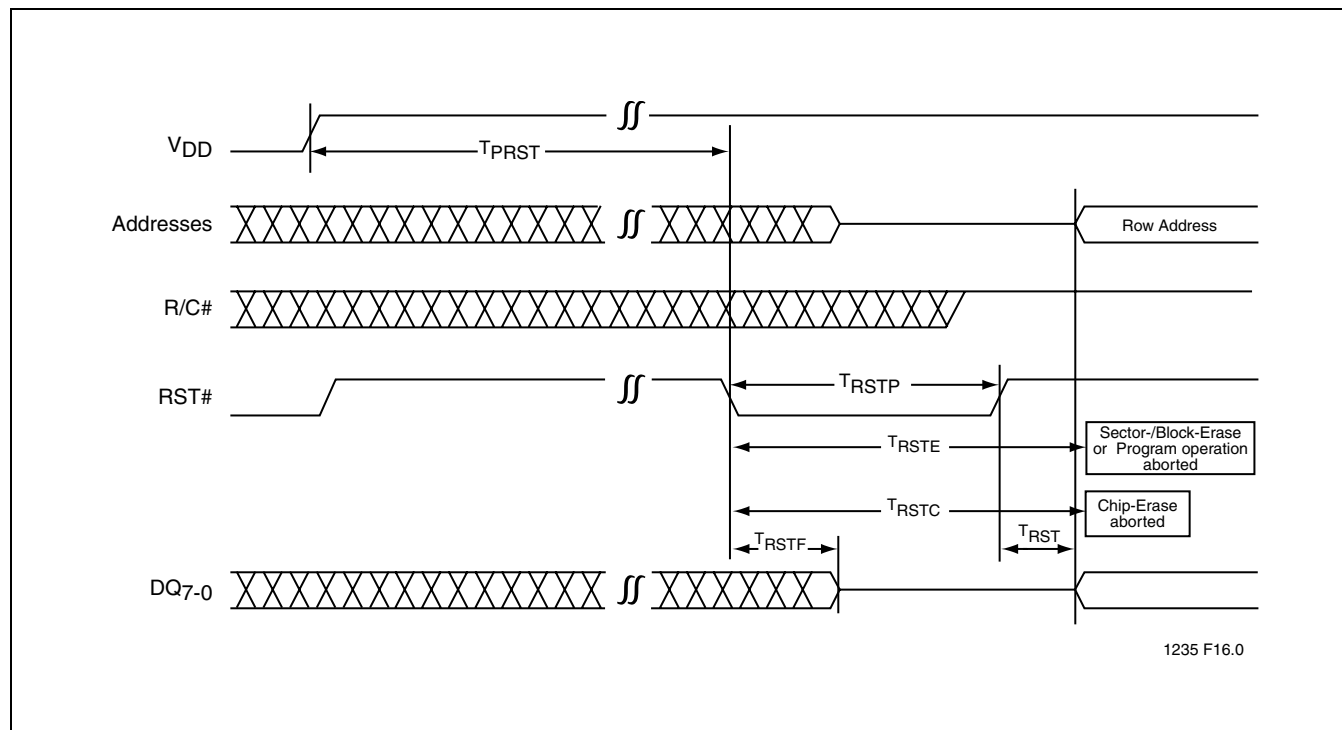 VDD
TPRST
Addresses
Row Address
R/C#
RST#
TRSTP
TRSTE
Sector-/Block-Erase
or Program operation
aborted
TRSTC
Chip-Erase
aborted
TRSTF
TRST
DQ7-0
1235 F16.0